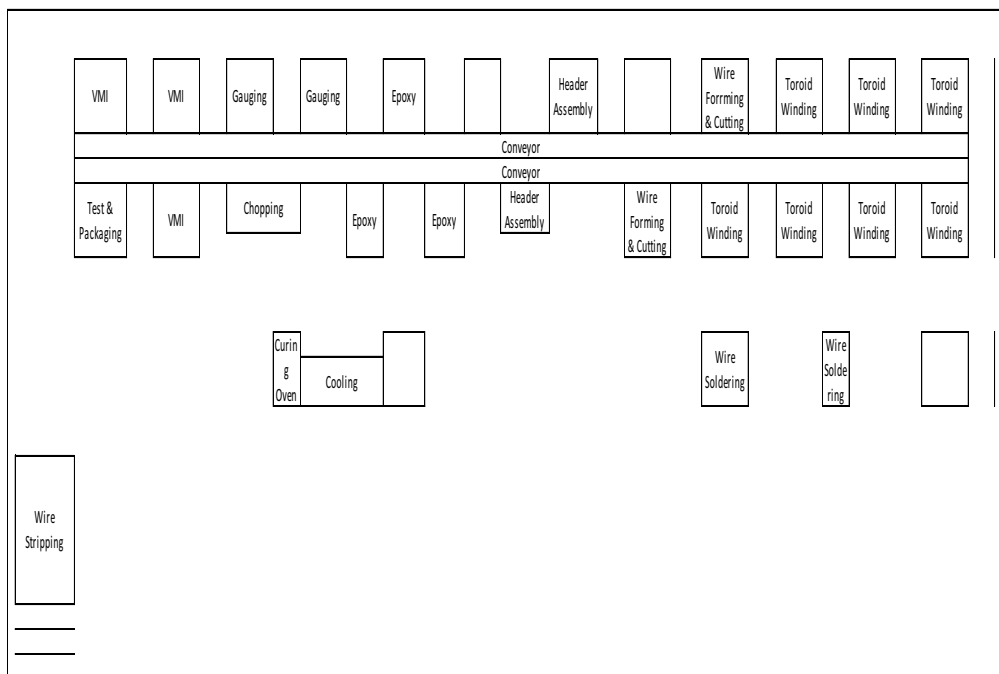 VMI
VMI
Gauging
Gauging
Epoxy
Header
Assembly
Wire
Forrming
& Cutting
Toroid
Winding
Toroid
Winding
Toroid
Winding
Conveyor
Conveyor
Test &
Packaging
VMI
Chopping
Epoxy
Epoxy
Header
Assembly
Wire
Forming
& Cutting
Toroid
Winding
Toroid
Winding
Toroid
Winding
Toroid
Winding
Curin
g
Oven
Cooling
Wire
Soldering
Wire
Solde
ring
Wire
Stripping